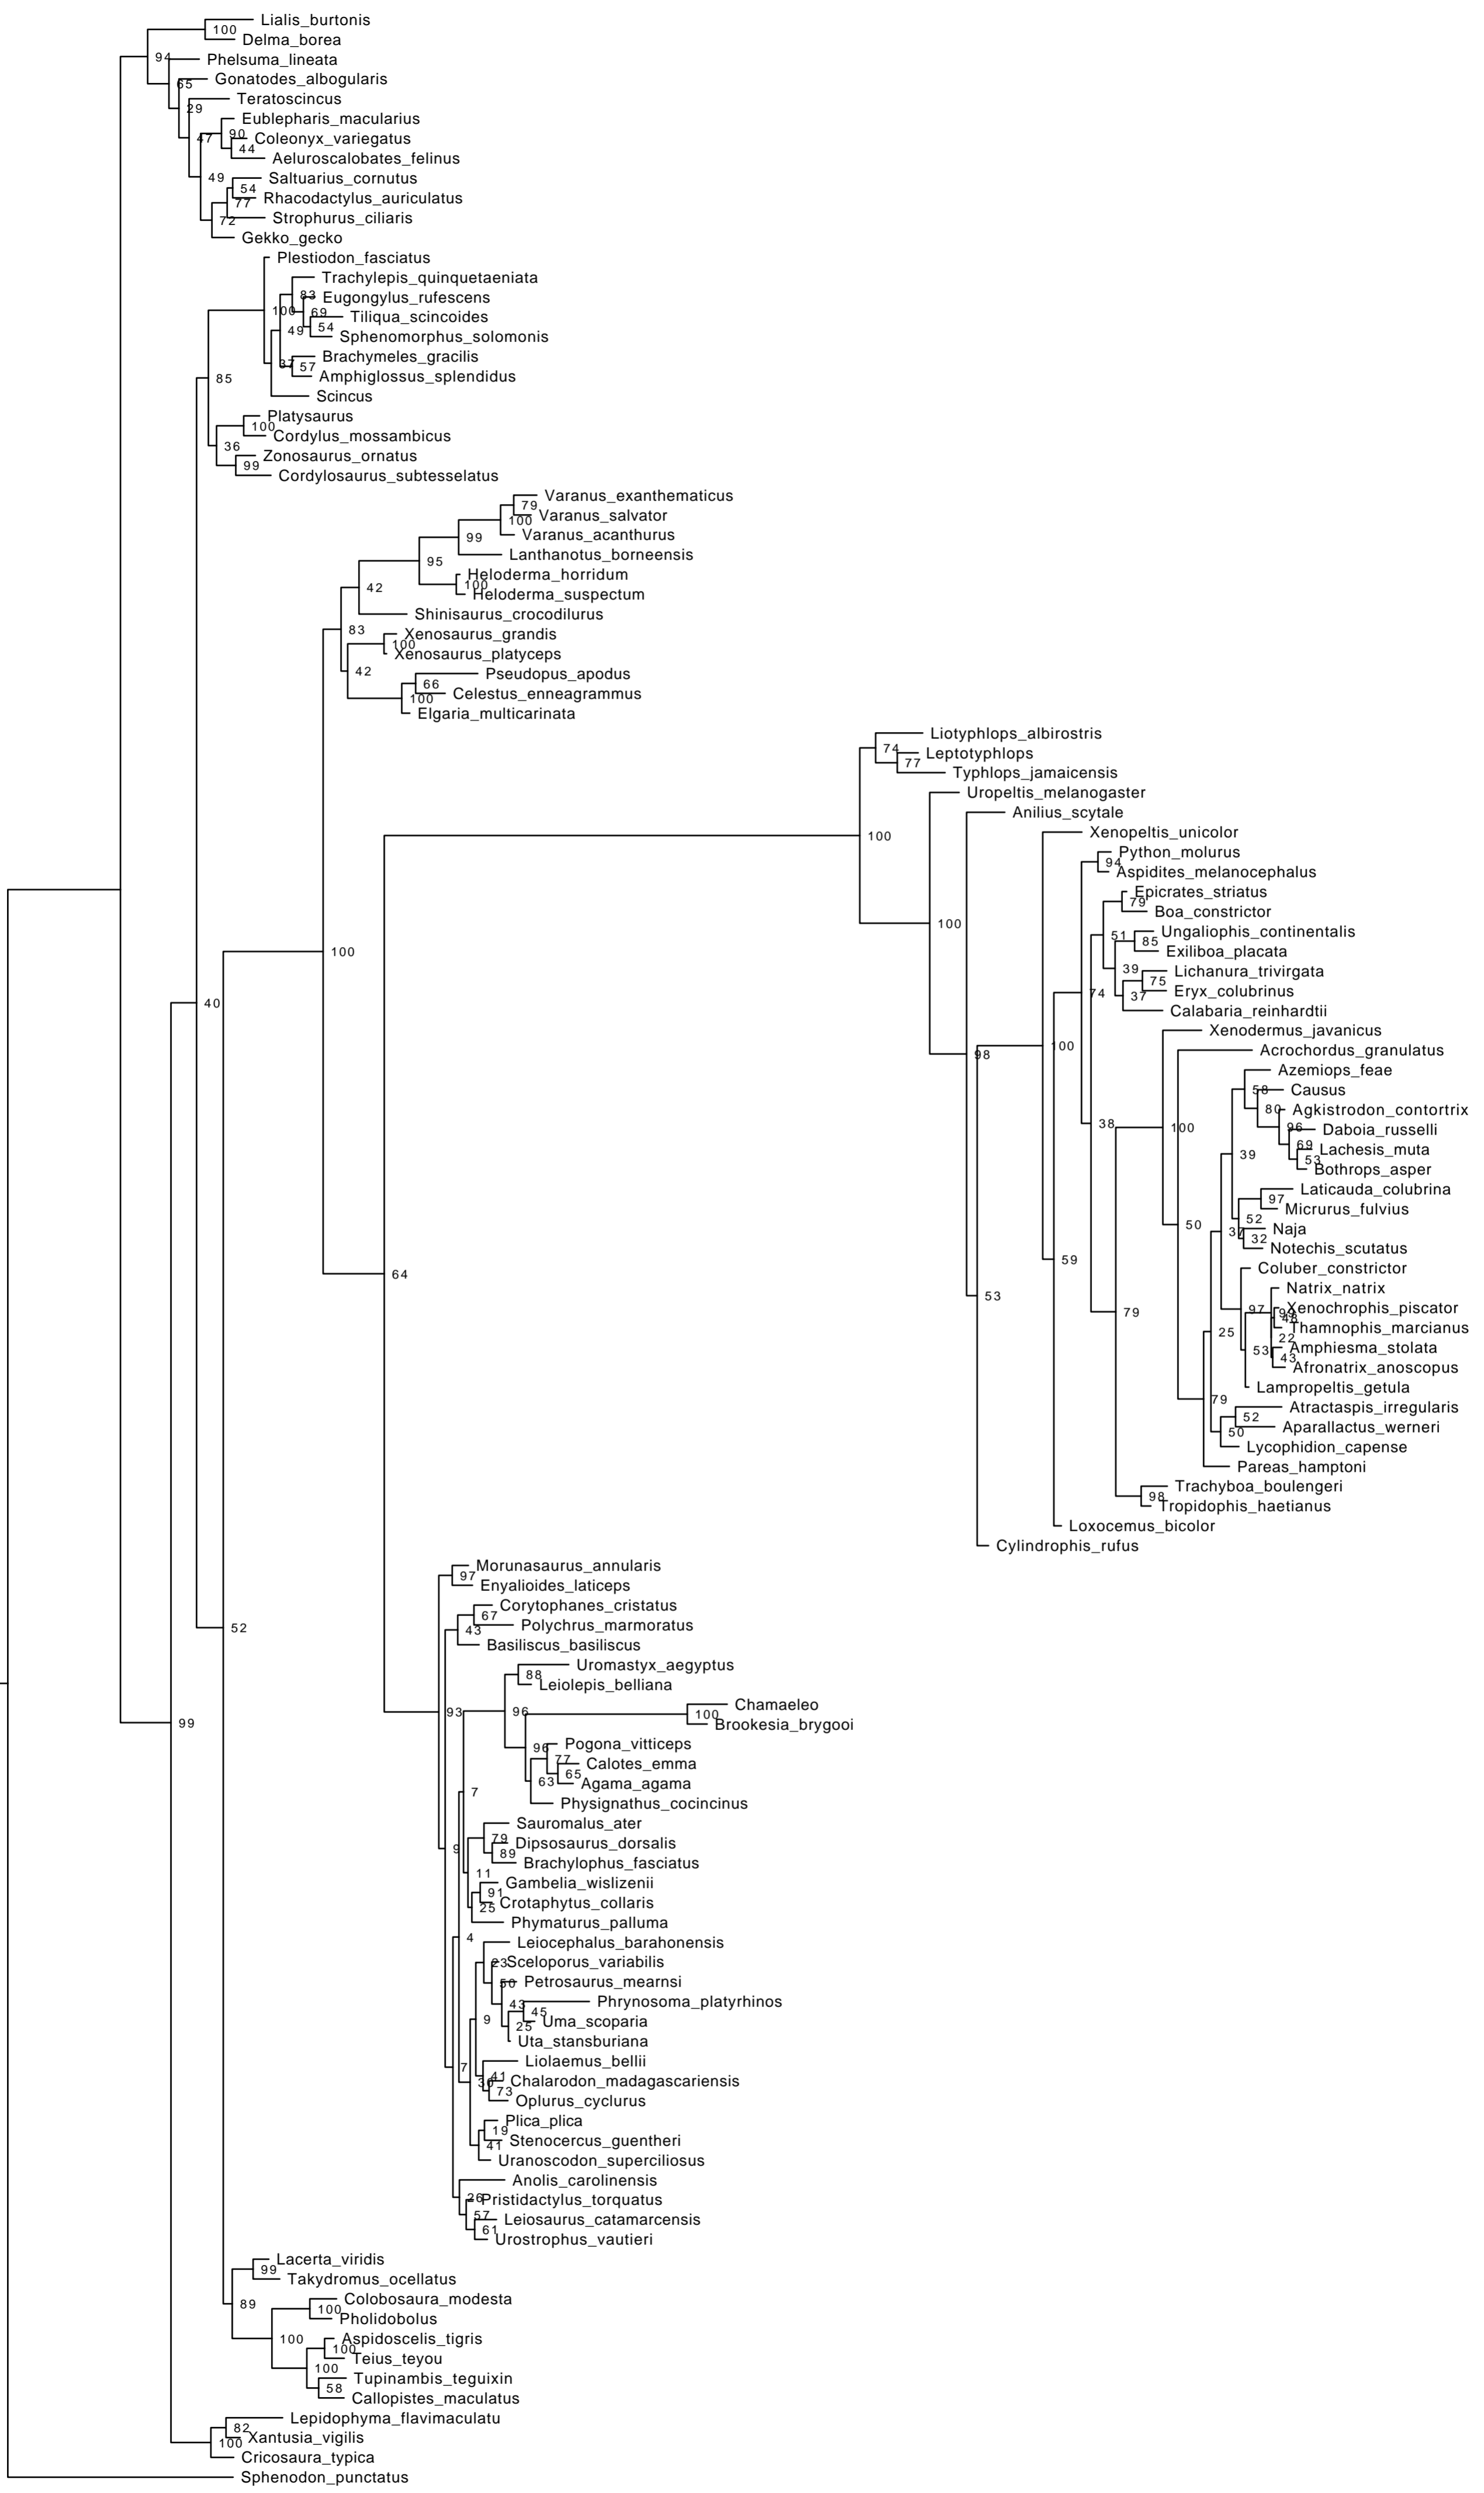 Lialis_burtonis
100
Delma_borea
94
Phelsuma_lineata
65
Gonatodes_albogularis
29
Teratoscincus
47
Eublepharis_macularius
90
Coleonyx_variegatus
44
Aeluroscalobates_felinus
49
Saltuarius_cornutus
54
Rhacodactylus_auriculatus
77
Strophurus_ciliaris
72
Gekko_gecko
Plestiodon_fasciatus
Trachylepis_quinquetaeniata
83
Eugongylus_rufescens
100
69
Tiliqua_scincoides
49
54
Sphenomorphus_solomonis
Brachymeles_gracilis
37
57
Amphiglossus_splendidus
85
Scincus
Platysaurus
100
Cordylus_mossambicus
36
Zonosaurus_ornatus
99
Cordylosaurus_subtesselatus
Varanus_exanthematicus
79
Varanus_salvator
100
Varanus_acanthurus
99
Lanthanotus_borneensis
95
Heloderma_horridum
100
Heloderma_suspectum
42
Shinisaurus_crocodilurus
83
Xenosaurus_grandis
100
Xenosaurus_platyceps
42
Pseudopus_apodus
66
Celestus_enneagrammus
100
Elgaria_multicarinata
Liotyphlops_albirostris
74
Leptotyphlops
77
Typhlops_jamaicensis
Uropeltis_melanogaster
Anilius_scytale
100
Xenopeltis_unicolor
Python_molurus
94
Aspidites_melanocephalus
Epicrates_striatus
79
Boa_constrictor
100
Ungaliophis_continentalis
51
85
Exiliboa_placata
100
39
Lichanura_trivirgata
75
Eryx_colubrinus
74
37
40
Calabaria_reinhardtii
Xenodermus_javanicus
100
98
Acrochordus_granulatus
Azemiops_feae
58
Causus
80
Agkistrodon_contortrix
38
100
96
Daboia_russelli
69
Lachesis_muta
39
53
Bothrops_asper
Laticauda_colubrina
97
Micrurus_fulvius
52
50
Naja
37
32
Notechis_scutatus
59
Coluber_constrictor
64
Natrix_natrix
53
97
Xenochrophis_piscator
99
48
79
Thamnophis_marcianus
25
22
53
Amphiesma_stolata
43
Afronatrix_anoscopus
Lampropeltis_getula
79
Atractaspis_irregularis
52
Aparallactus_werneri
50
Lycophidion_capense
Pareas_hamptoni
Trachyboa_boulengeri
98
Tropidophis_haetianus
Loxocemus_bicolor
Cylindrophis_rufus
Morunasaurus_annularis
97
Enyalioides_laticeps
Corytophanes_cristatus
67
52
Polychrus_marmoratus
43
Basiliscus_basiliscus
Uromastyx_aegyptus
88
Leiolepis_belliana
Chamaeleo
93
96
100
99
Brookesia_brygooi
Pogona_vitticeps
96
77
Calotes_emma
63
65
Agama_agama
7
Physignathus_cocincinus
Sauromalus_ater
79
Dipsosaurus_dorsalis
9
89
Brachylophus_fasciatus
11
Gambelia_wislizenii
91
Crotaphytus_collaris
25
Phymaturus_palluma
4
Leiocephalus_barahonensis
23
Sceloporus_variabilis
50
Petrosaurus_mearnsi
Phrynosoma_platyrhinos
43
45
9
Uma_scoparia
25
Uta_stansburiana
Liolaemus_bellii
7
41
30
Chalarodon_madagascariensis
73
Oplurus_cyclurus
Plica_plica
19
Stenocercus_guentheri
41
Uranoscodon_superciliosus
Anolis_carolinensis
26
Pristidactylus_torquatus
57
Leiosaurus_catamarcensis
61
Urostrophus_vautieri
Lacerta_viridis
99
Takydromus_ocellatus
Colobosaura_modesta
89
100
Pholidobolus
100
Aspidoscelis_tigris
100
Teius_teyou
100
Tupinambis_teguixin
58
Callopistes_maculatus
Lepidophyma_flavimaculatu
82
Xantusia_vigilis
100
Cricosaura_typica
Sphenodon_punctatus